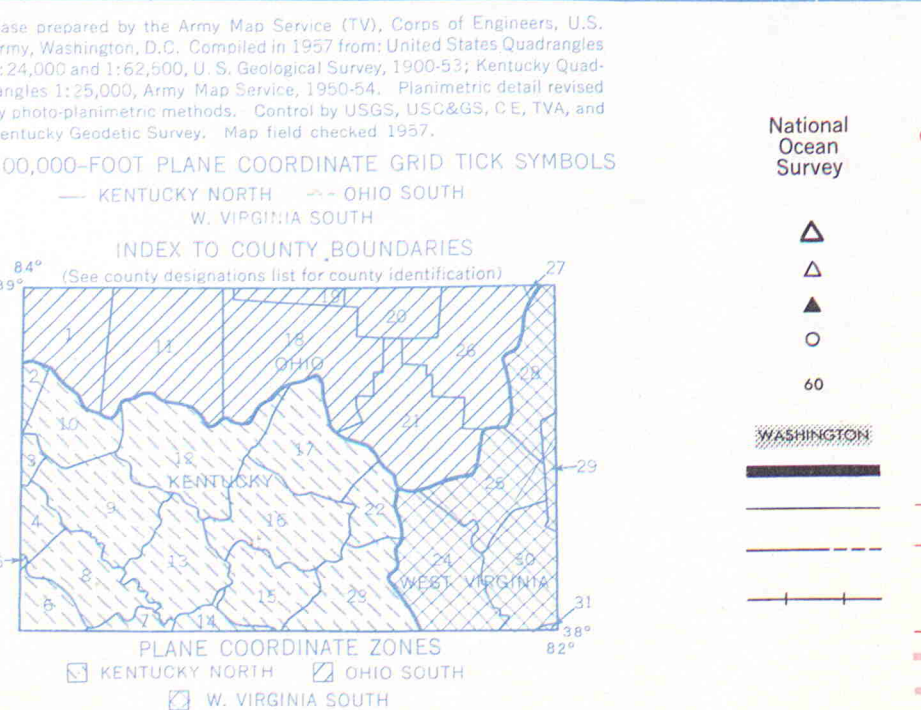 ase prepared by the Army Map Service (TV), Corps of Engineers, U.S.
rmy, Washington, D.C. Compiled in 1957 from: United States Quadrangles
:24,000 and 1:62,500, U. S. Geological Survey, 1900-53; Kentucky Quad-
angles 1:25,000, Army Map Service, 1950-54. Planimetric detail revised
y photo-planimetric methods. Control by USGS, USC&GS, C E, TVA, and
entucky Geodetic Survey. Map field checked 1957.
00,000-FOOT PLANE COORDINATE GRID TICK SYMBOLS
KENTUCKY NORTH OHIO SOUTH
W. VIRGINIA SOUTH
INDEX TO COUNTY BOUNDARIES
(See county designations list for county identification)
84° 27
39°
19
20
1 11 18 26
OHIO
2 28
10 21
17
12
3 KENTUCKY 25 29
9 22
4 16
13 24 30
8 WEST VIRGINIA
6 15 23
7 14 31
38°
82°
PLANE COORDINATE ZONES
KENTUCKY NORTH OHIO SOUTH
W. VIRGINIA SOUTH
National
Ocean
Survey
60
WASHINGTON